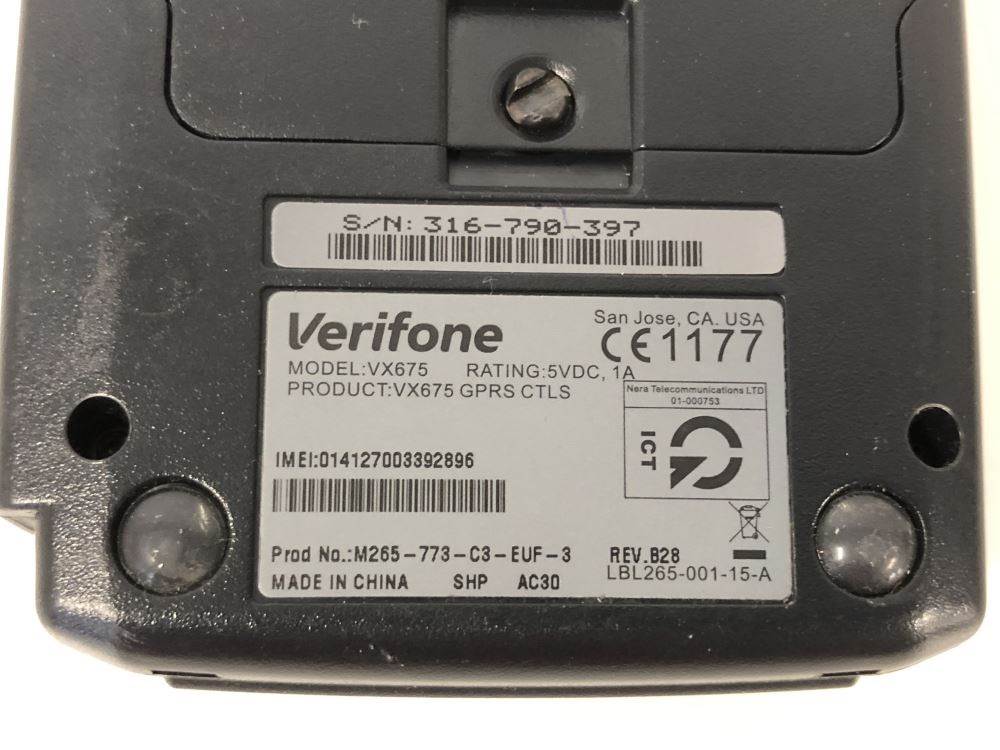 S/N: 316-790-397
Verifone
San Jose, CA. USA
CE1177
MODEL:VX675 RATING:5VDC, 1A
PRODUCT:VX675 GPRS CTLS
Nera Telecommunications LTD
01-000753
ICT
IMEI:014127003392896
Prod No.:M265-773-C3-EUF-3 REV.B28
MADE IN CHINA SHP AC30 LBL265-001-15-A